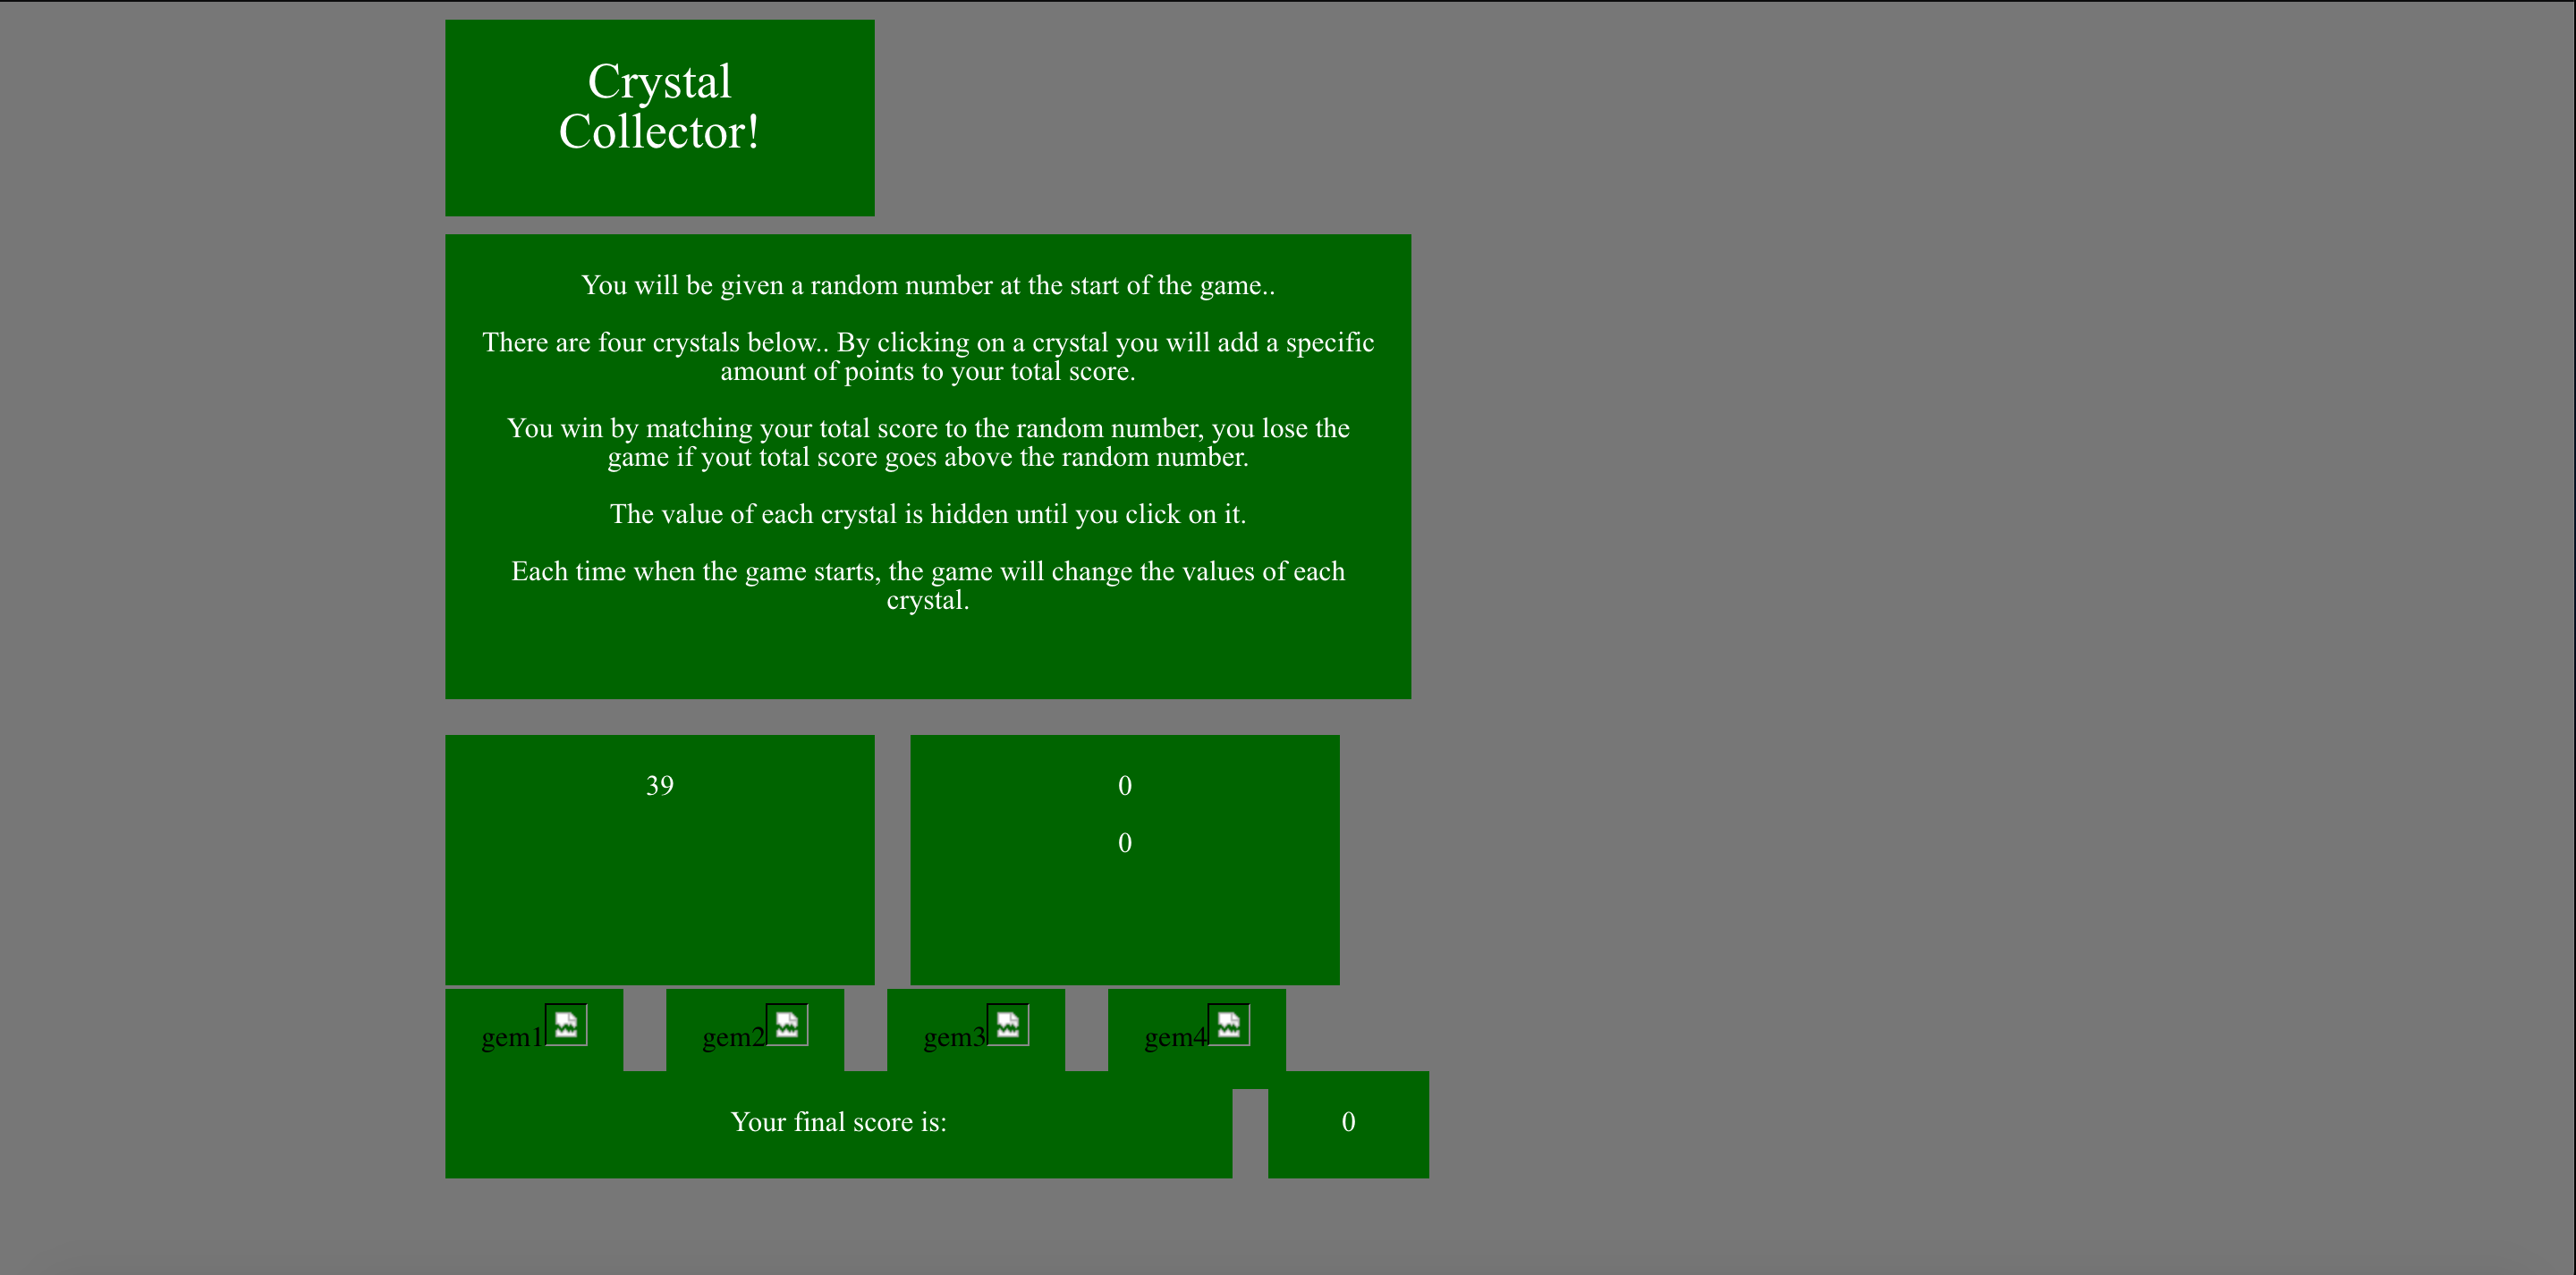 Crystal
Collector!
You will be given a random number at the start of the game..
There are four crystals below.. By clicking on a crystal you will add a specific
amount of points to your total score.
You win by matching your total score to the random number, you lose the
game if yout total score goes above the random number.
The value of each crystal is hidden until you click on it.
Each time when the game starts, the game will change the values of each
crystal.
39
0
0
gem1
gem2
gem3
gem4
Your final score is:
0